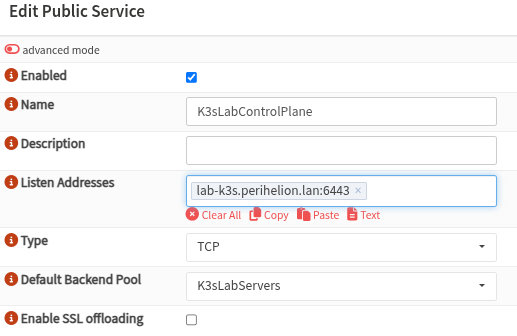 Edit Public Service
advanced mode
Enabled
Name
K3sLabControlPlane
Description
Listen Addresses
lab-k3s.perihelion.lan:6443 ×
Clear All Copy Paste Text
Type
TCP
Default Backend Pool
K3sLabServers
Enable SSL offloading